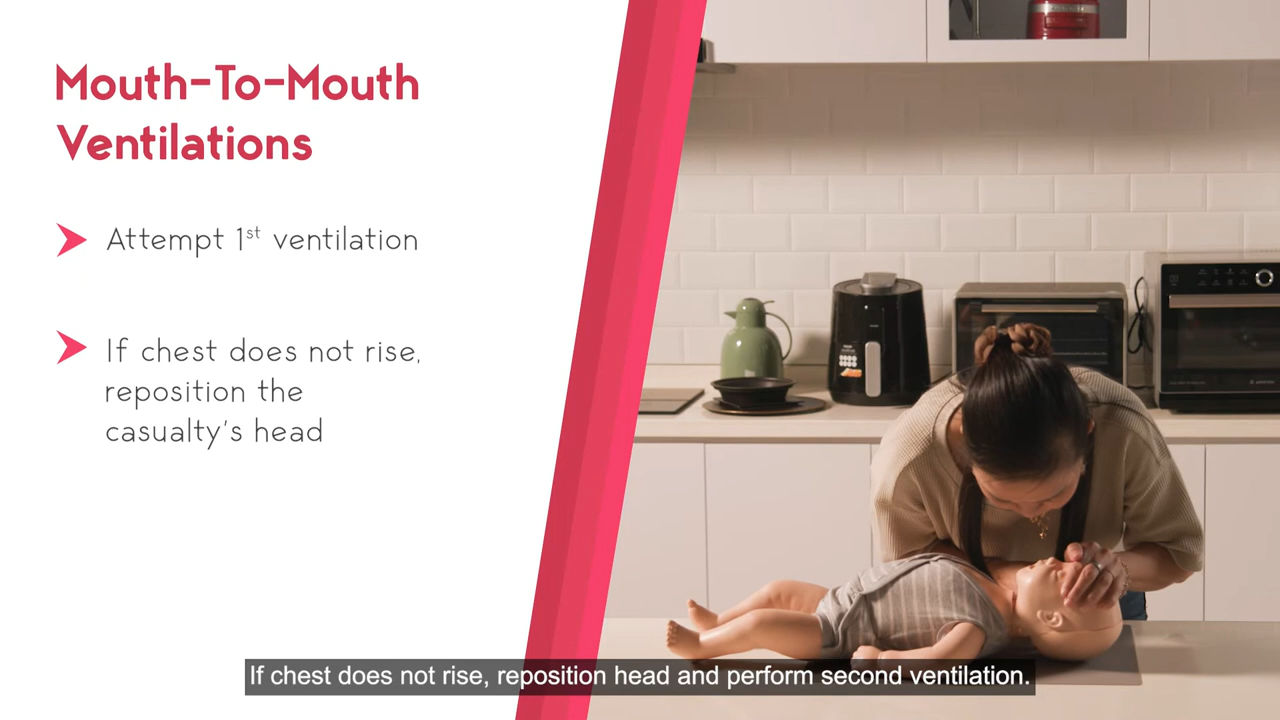 Mouth-To-Mouth
Ventilations
Attempt 1st ventilation
If chest does not rise,
reposition the
casualty's head
If chest does not rise, reposition head and perform second ventilation.